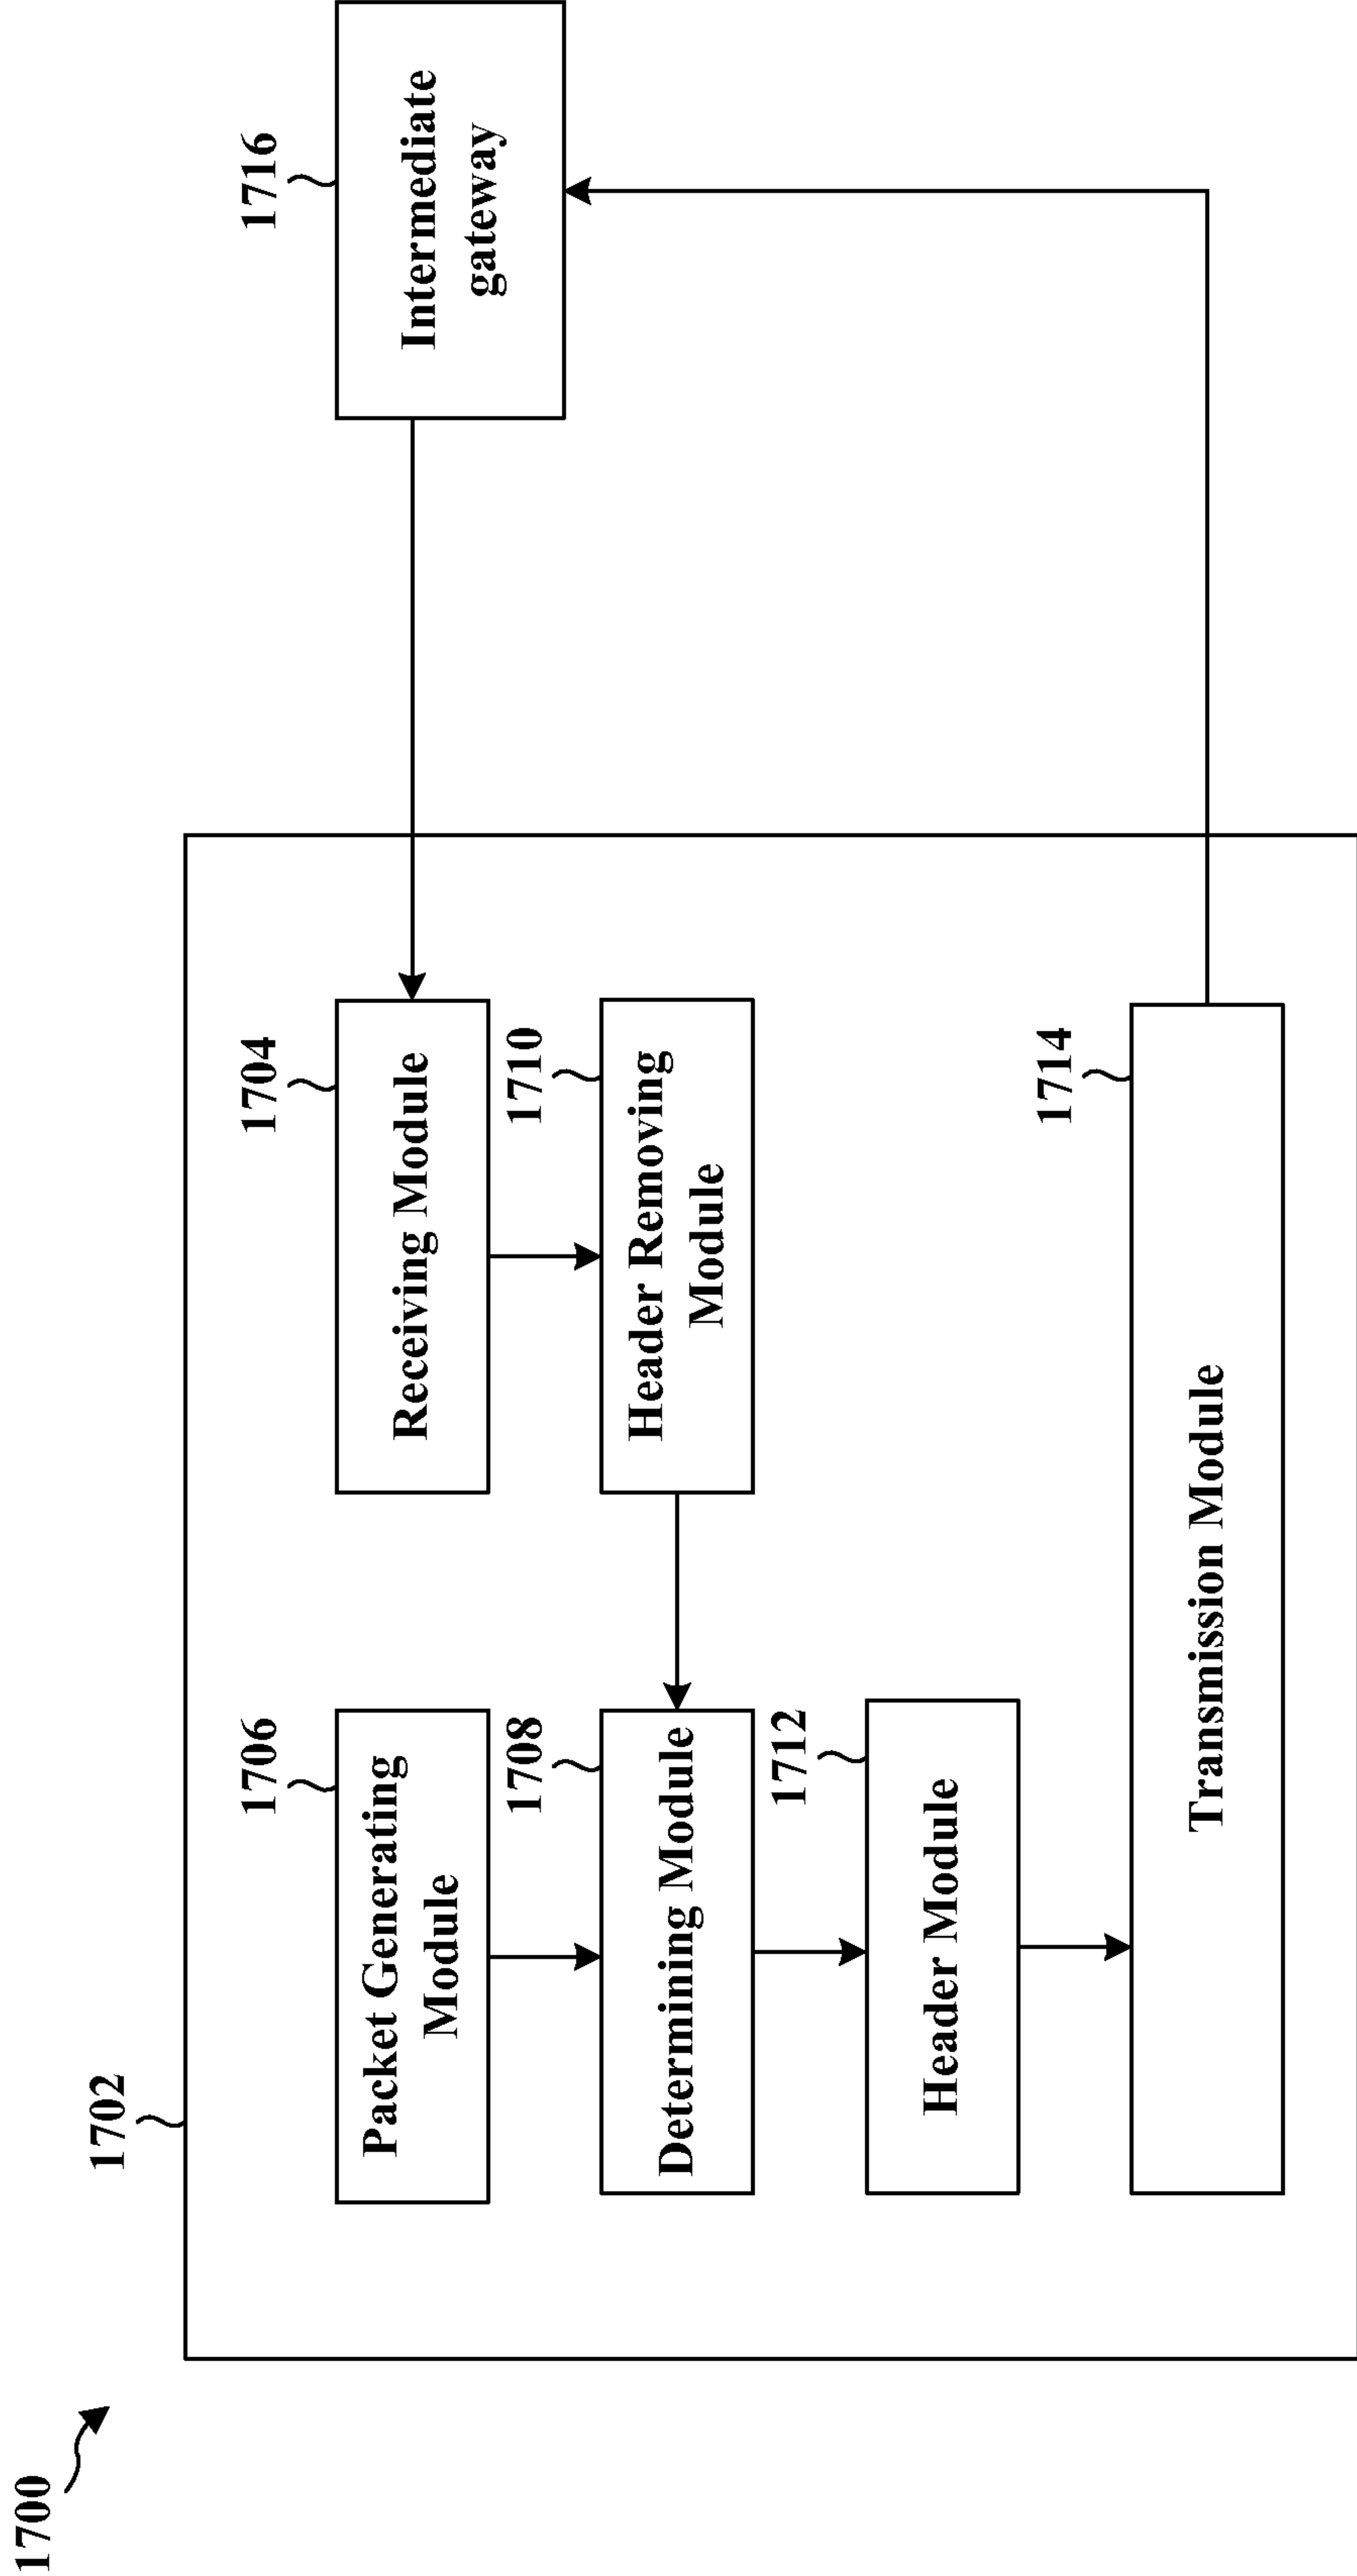 1700
1702
1706
Packet Generating
Module
1704
Receiving Module
1716
Intermediate
gateway
1708
Determining Module
1710
Header Removing
Module
1712
Header Module
1714
Transmission Module